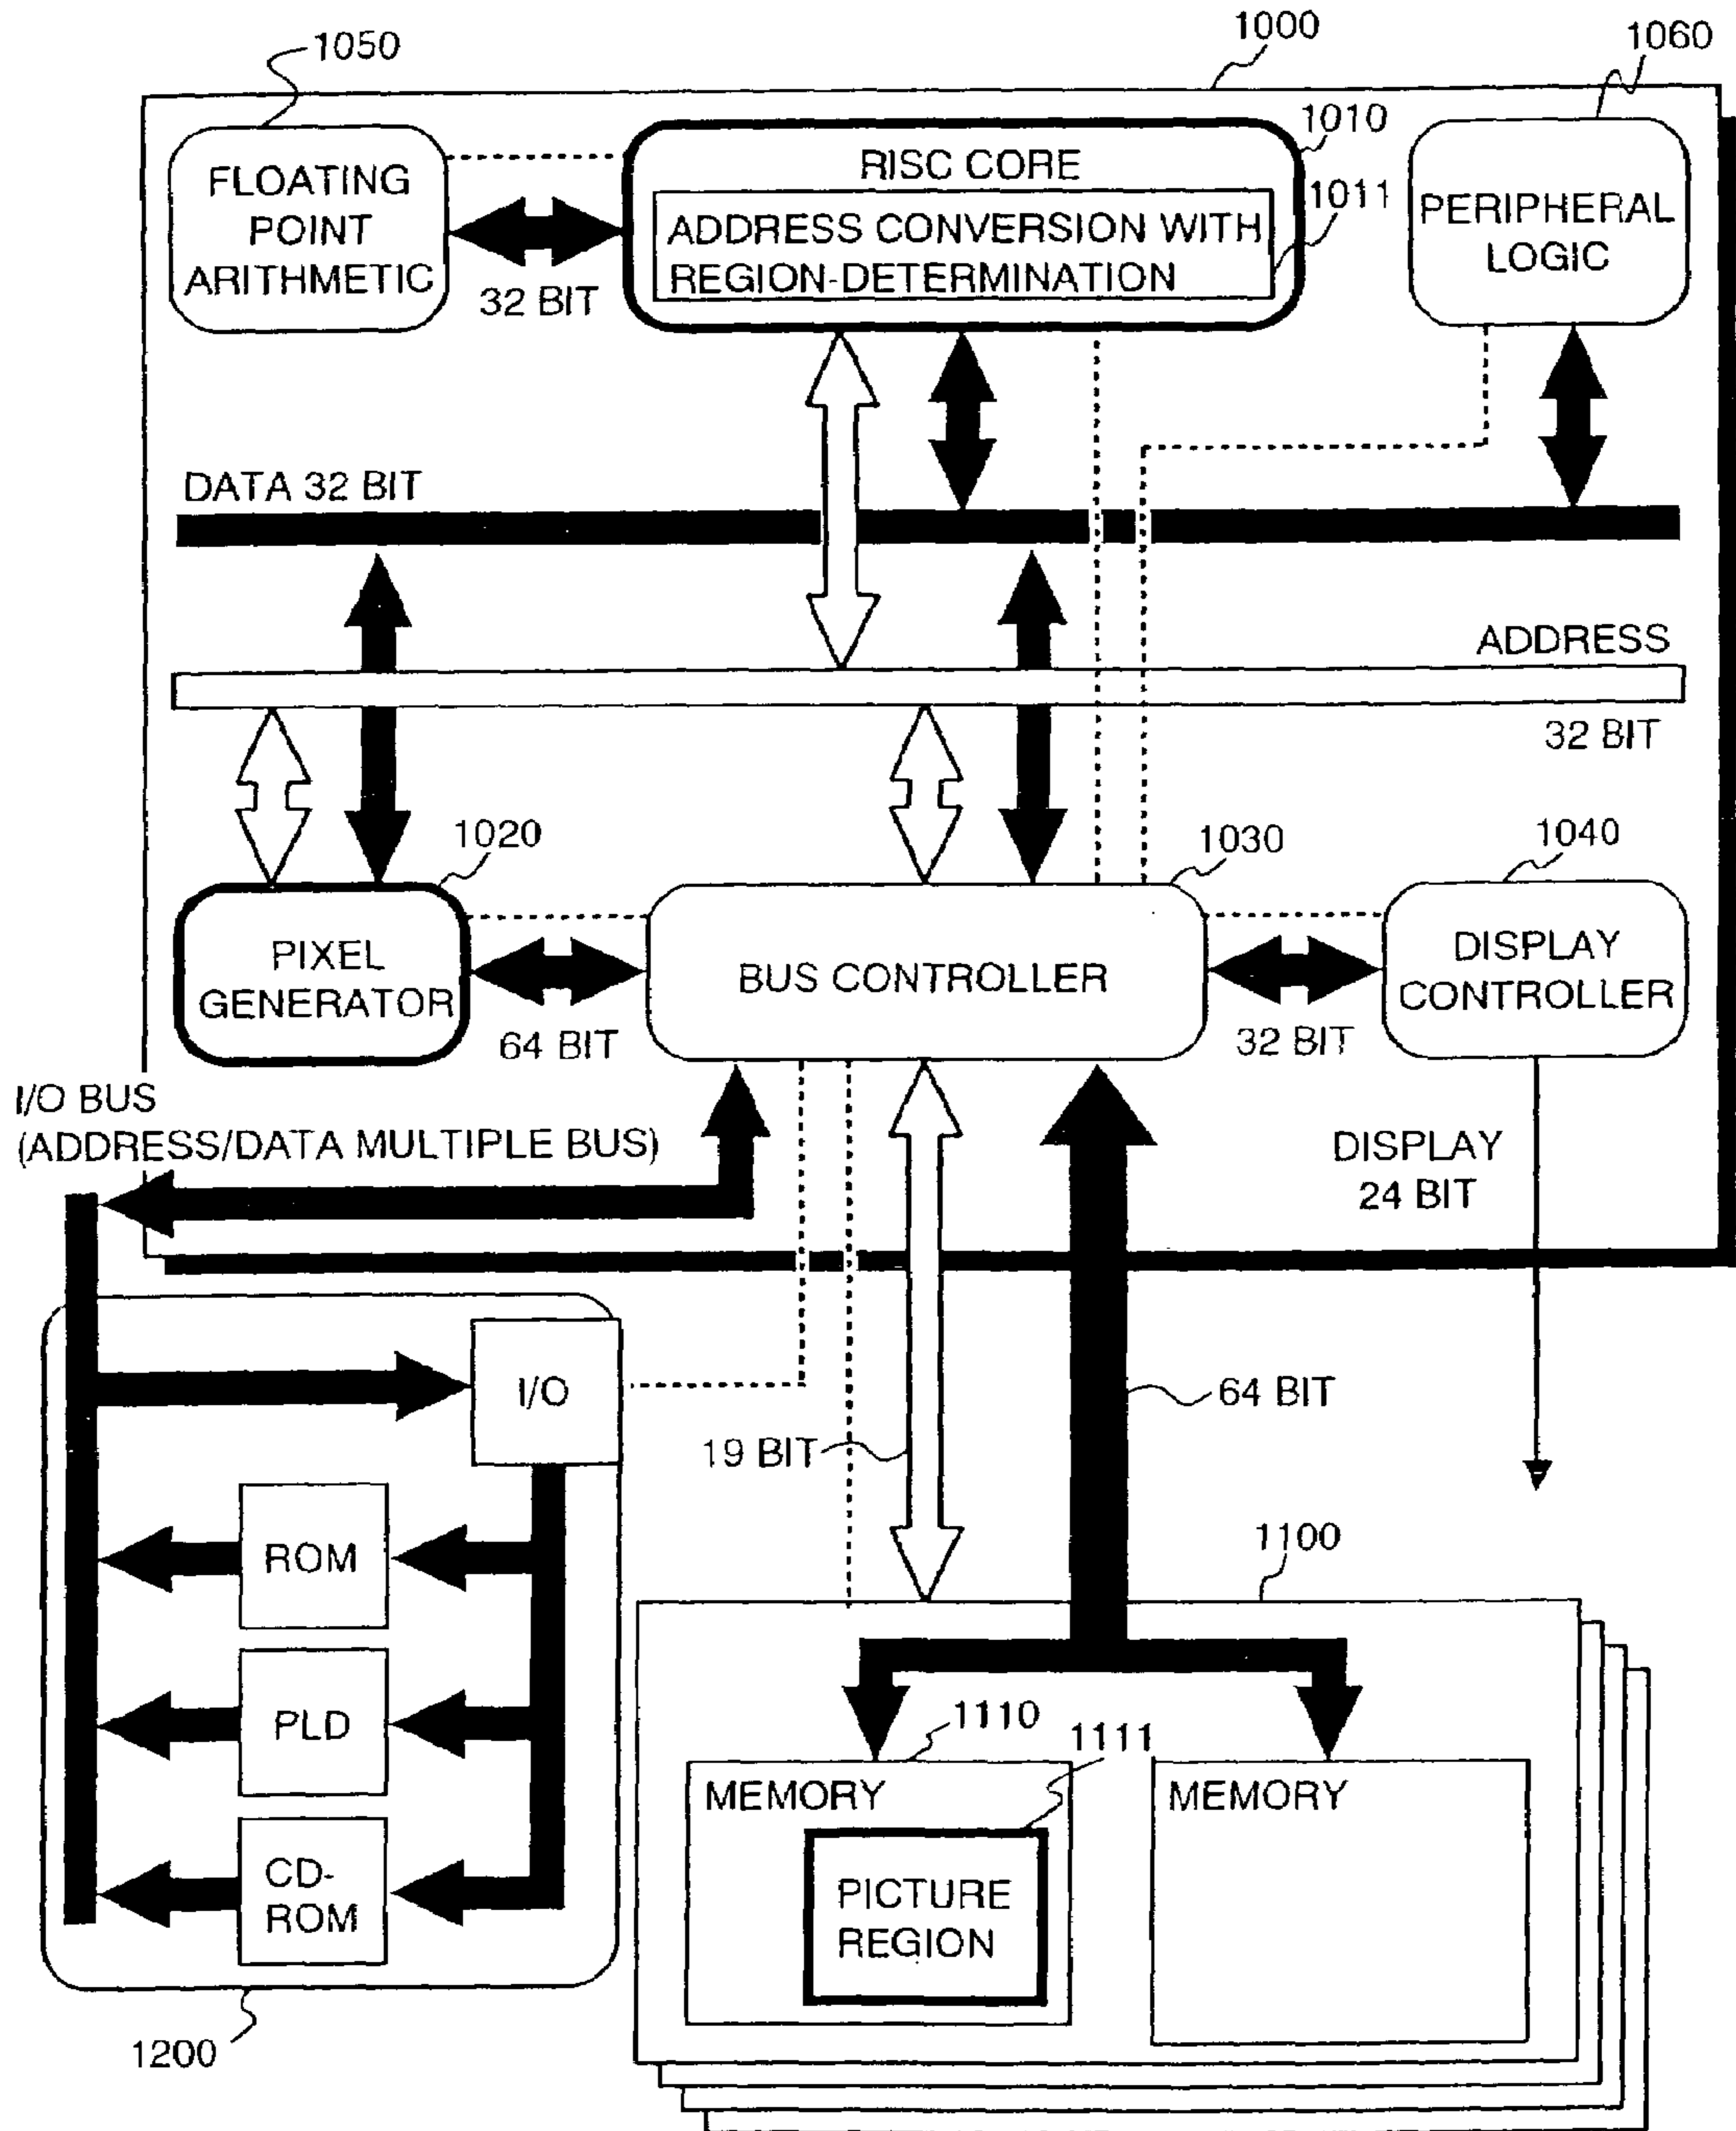 1050
1000
1060
1010
RISC CORE
1011
FLOATING
POINT
ARITHMETIC
ADDRESS CONVERSION WITH
REGION-DETERMINATION
PERIPHERAL
LOGIC
32 BIT
DATA 32 BIT
ADDRESS
32 BIT
1020
1030
1040
PIXEL
GENERATOR
BUS CONTROLLER
DISPLAY
CONTROLLER
64 BIT
32 BIT
I/O BUS
(ADDRESS/DATA MULTIPLE BUS)
DISPLAY
24 BIT
I/O
64 BIT
19 BIT
ROM
1100
PLD
1110
1111
MEMORY
MEMORY
CD-
ROM
PICTURE
REGION
1200